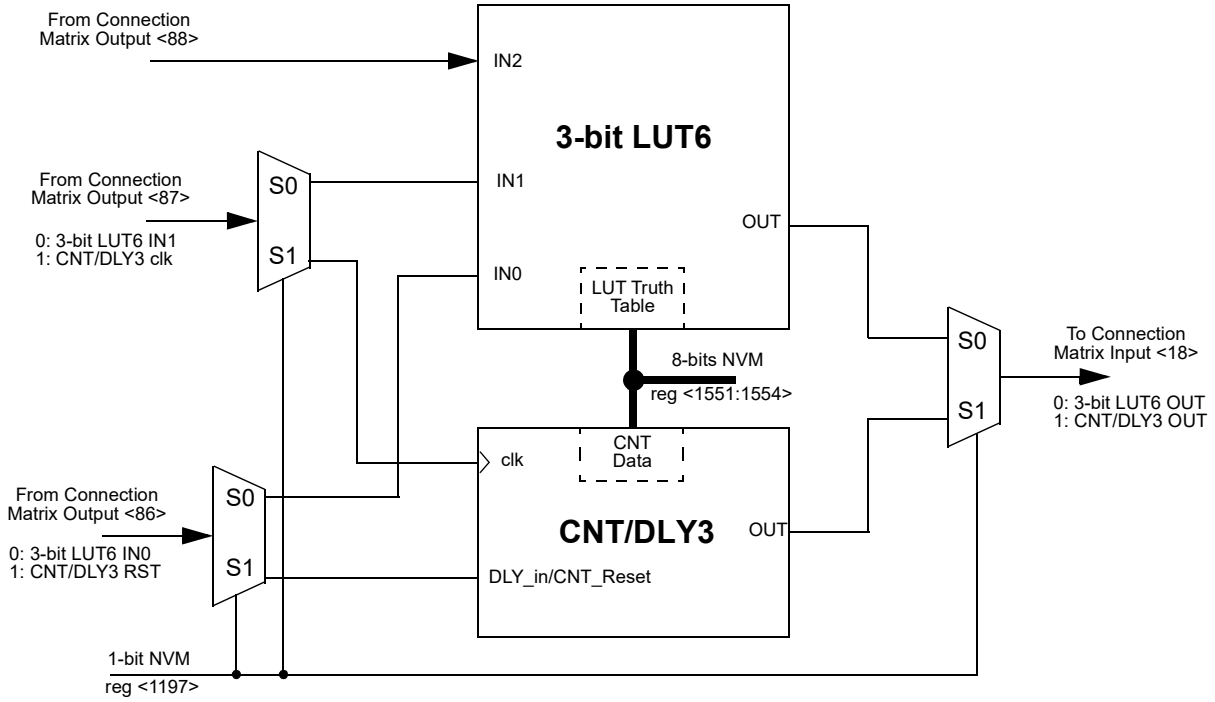 From Connection
Matrix Output <88>
IN2
3-bit LUT6
From Connection
Matrix Output <87>
S0
IN1
0: 3-bit LUT6 IN1
1: CNT/DLY3 clk
S1
OUT
IN0
LUT Truth
Table
8-bits NVM
reg <1551:1554>
S0
To Connection
Matrix Input <18>
S1
0: 3-bit LUT6 OUT
1: CNT/DLY3 OUT
CNT
Data
clk
From Connection
Matrix Output <86>
S0
CNT/DLY3
OUT
0: 3-bit LUT6 IN0
1: CNT/DLY3 RST
S1
DLY_in/CNT_Reset
1-bit NVM
reg <1197>